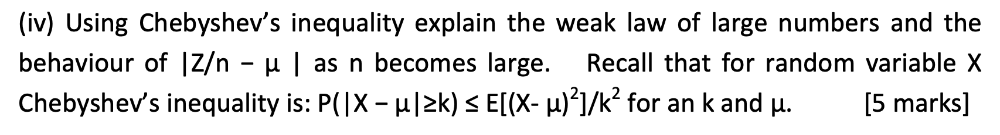 (iv) Using Chebyshev’s inequality explain the weak law of large numbers and the
behaviour of |Z/n – μ | as n becomes large. Recall that for random variable X
Chebyshev’s inequality is: P(|X – μ|≥k) ≤ E[(X- μ)²]/k² for an k and μ. [5 marks]